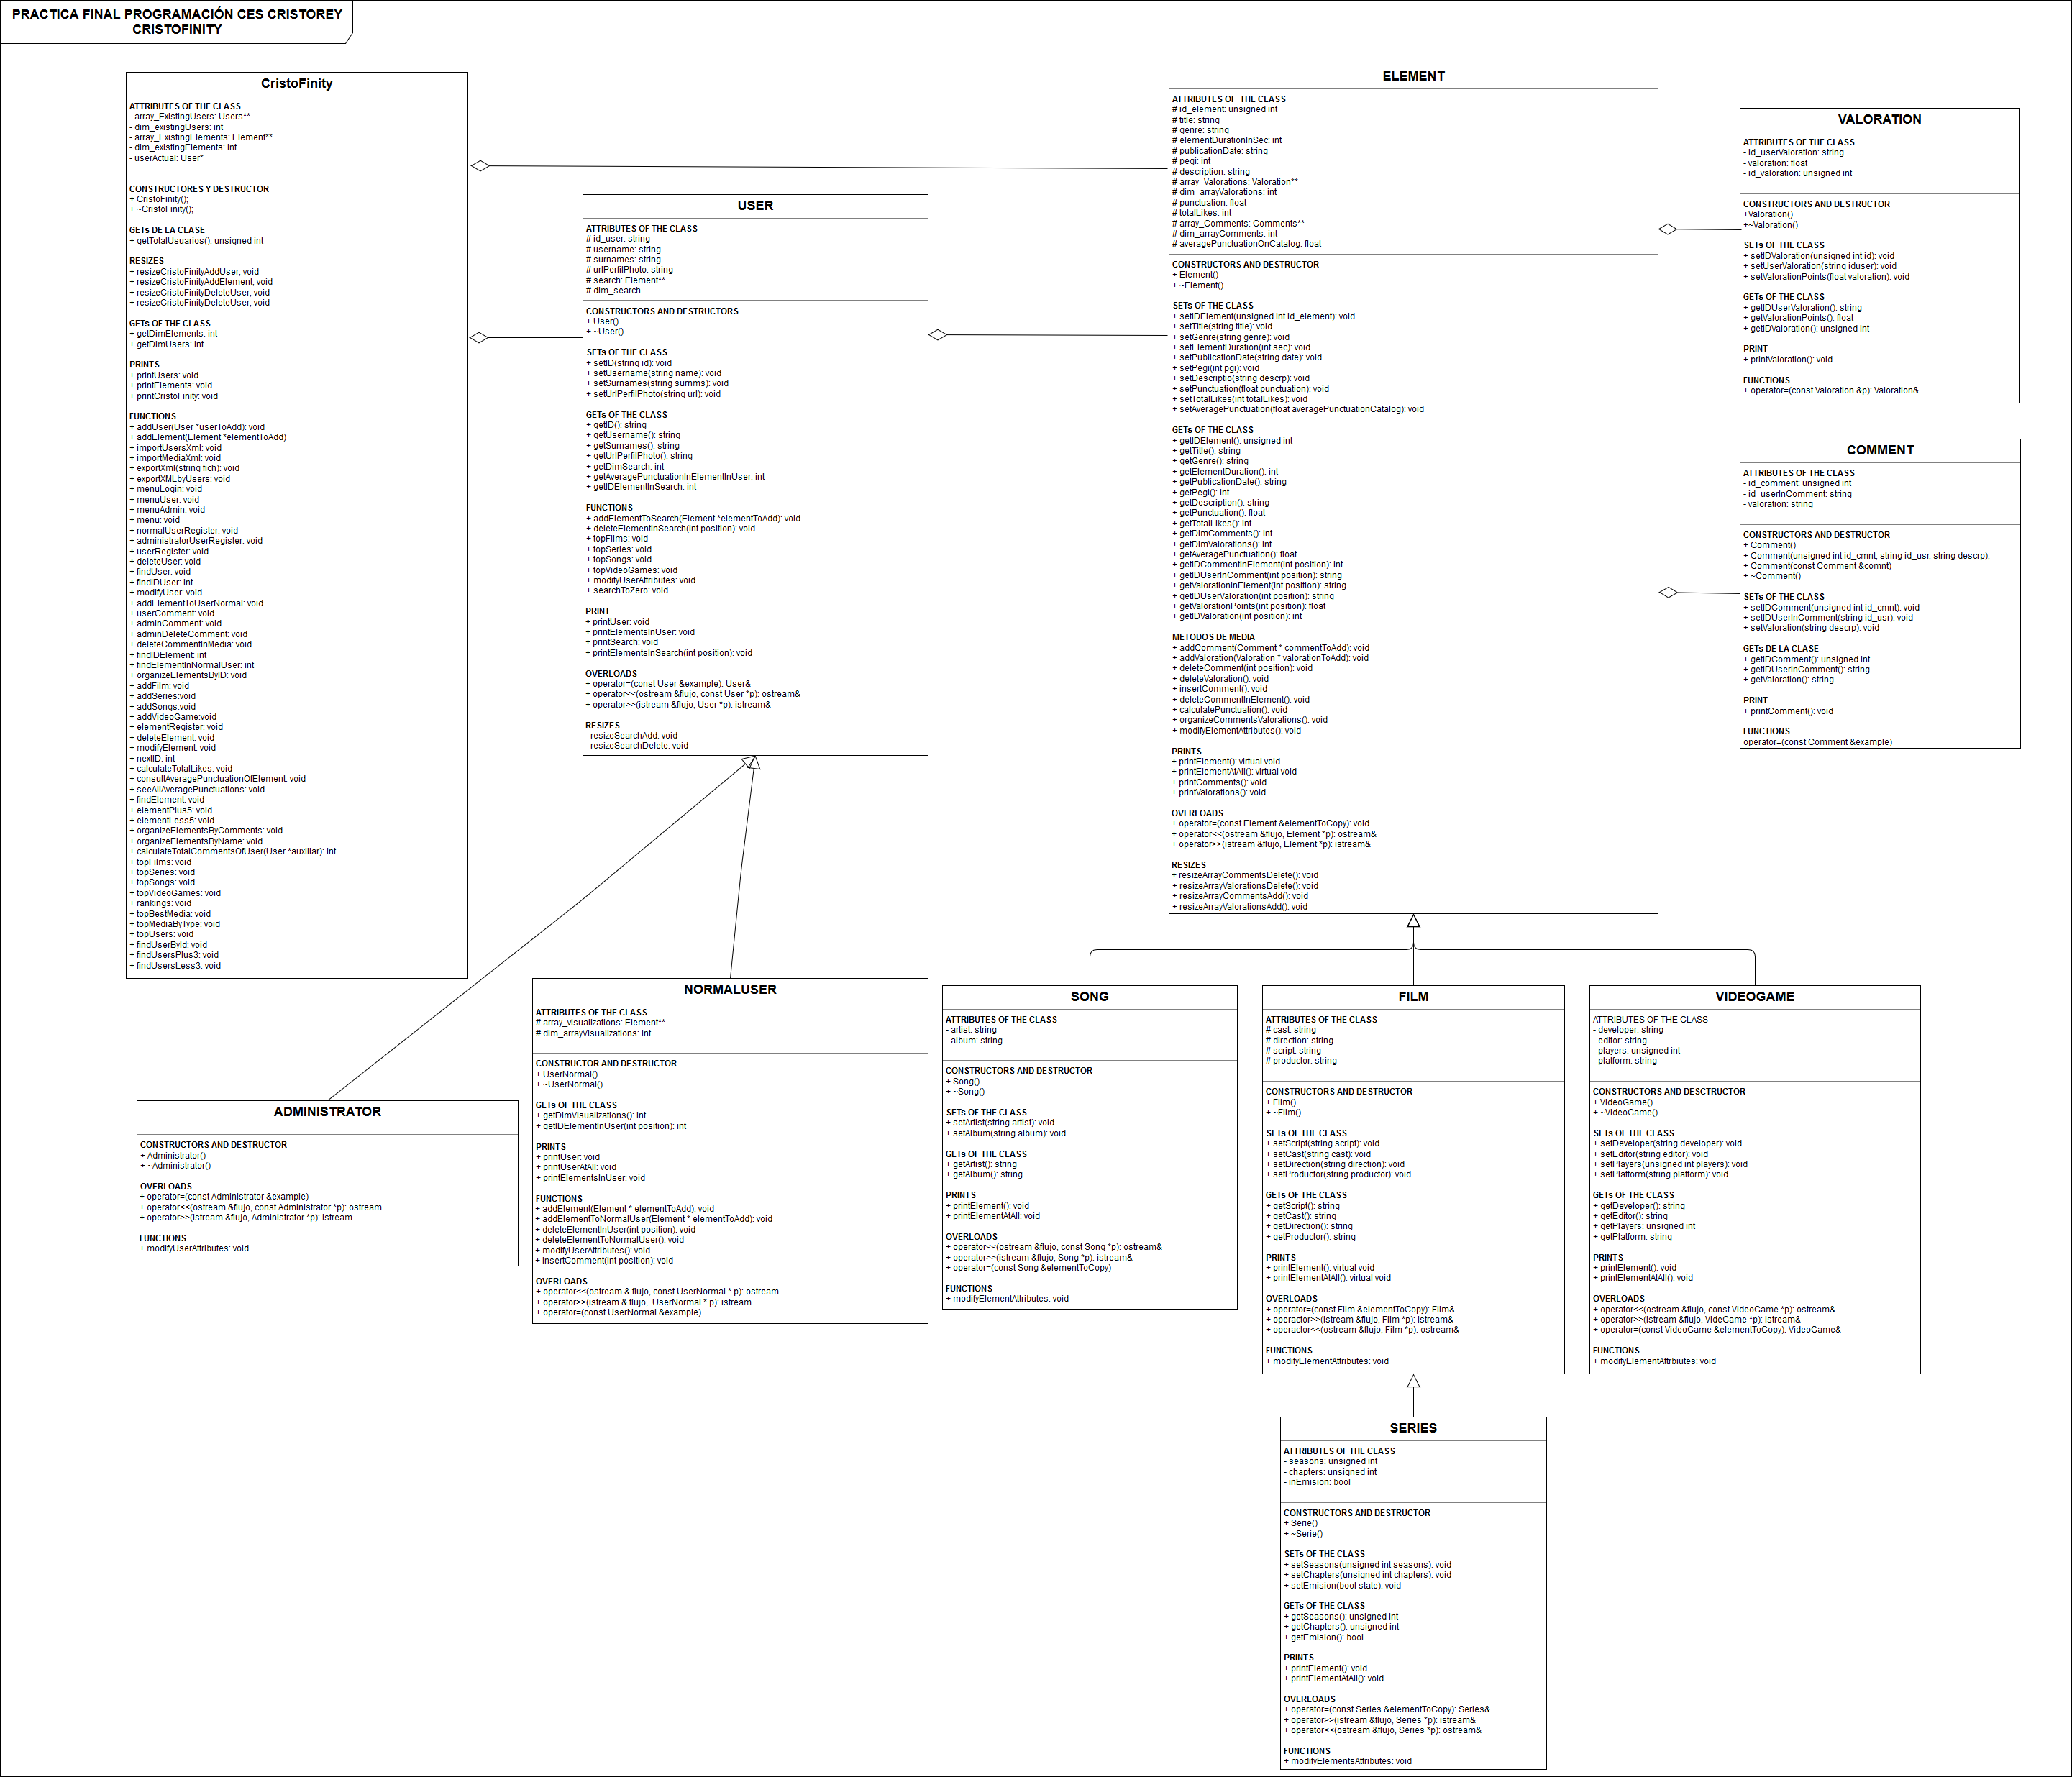 PRACTICA FINAL PROGRAMACIÓN CES CRISTOREY
CRISTOFINITY
CristoFinity
ATTRIBUTES OF THE CLASS
- array_ExistingUsers: Users**
- dim_existingUsers: int
- array_ExistingElements: Element**
- dim_existingElements: int
- userActual: User*
CONSTRUCTORES Y DESTRUCTOR
+ CristoFinity();
+ ~CristoFinity();
GETs DE LA CLASE
+ getTotalUsuarios(): unsigned int
RESIZES
+ resizeCristoFinityAddUser; void
+ resizeCristoFinityAddElement; void
+ resizeCristoFinityDeleteUser; void
+ resizeCristoFinityDeleteUser; void
GETs OF THE CLASS
+ getDimElements: int
+ getDimUsers: int
PRINTS
+ printUsers: void
+ printElements: void
+ printCristoFinity: void
FUNCTIONS
+ addUser(User *userToAdd): void
+ addElement(Element *elementToAdd)
+ importUsersXml: void
+ importMediaXml: void
+ exportXml(string fich): void
+ exportXMLbyUsers: void
+ menuLogin: void
+ menuUser: void
+ menuAdmin: void
+ menu: void
+ normalUserRegister: void
+ administratorUserRegister: void
+ userRegister: void
+ deleteUser: void
+ findUser: void
+ findIDUser: int
+ modifyUser: void
+ addElementToUserNormal: void
+ userComment: void
+ adminComment: void
+ adminDeleteComment: void
+ deleteCommentInMedia: void
+ findIDElement: int
+ findElementInNormalUser: int
+ organizeElementsByID: void
+ addFilm: void
+ addSeries:void
+ addSongs:void
+ addVideoGame:void
+ elementRegister: void
+ deleteElement: void
+ modifyElement: void
+ nextID: int
+ calculateTotalLikes: void
+ consultAveragePunctuationOfElement: void
+ seeAllAveragePunctuations: void
+ findElement: void
+ elementPlus5: void
+ elementLess5: void
+ organizeElementsByComments: void
+ organizeElementsByName: void
+ calculateTotalCommentsOfUser(User *auxiliar): int
+ topFilms: void
+ topSeries: void
+ topSongs: void
+ topVideoGames: void
+ rankings: void
+ topBestMedia: void
+ topMediaByType: void
+ topUsers: void
+ findUserById: void
+ findUsersPlus3: void
+ findUsersLess3: void
USER
ATTRIBUTES OF THE CLASS
# id_user: string
# username: string
# surnames: string
# urlPerfilPhoto: string
# search: Element**
# dim_search
CONSTRUCTORS AND DESTRUCTORS
+ User()
+ ~User()
SETs OF THE CLASS
+ setID(string id): void
+ setUsername(string name): void
+ setSurnames(string surnms): void
+ setUrlPerfilPhoto(string url): void
GETs OF THE CLASS
+ getID(): string
+ getUsername(): string
+ getSurnames(): string
+ getUrlPerfilPhoto(): string
+ getDimSearch: int
+ getAveragePunctuationInElementInUser: int
+ getIDElementInSearch: int
FUNCTIONS
+ addElementToSearch(Element *elementToAdd): void
+ deleteElementInSearch(int position): void
+ topFilms: void
+ topSeries: void
+ topSongs: void
+ topVideoGames: void
+ modifyUserAttributes: void
+ searchToZero: void
PRINT
+ printUser: void
+ printElementsInUser: void
+ printSearch: void
+ printElementsInSearch(int position): void
OVERLOADS
+ operator=(const User &example): User&
+ operator<<(ostream &flujo, const User *p): ostream&
+ operator>>(istream &flujo, User *p): istream&
RESIZES
- resizeSearchAdd: void
- resizeSearchDelete: void
ELEMENT
ATTRIBUTES OF THE CLASS
# id_element: unsigned int
# title: string
# genre: string
# elementDurationInSec: int
# publicationDate: string
# pegi: int
# description: string
# array_Valorations: Valoration**
# dim_arrayValorations: int
# punctuation: float
# totalLikes: int
# array_Comments: Comments**
# dim_arrayComments: int
# averagePunctuationOnCatalog: float
CONSTRUCTORS AND DESTRUCTOR
+ Element()
+ ~Element()
SETs OF THE CLASS
+ setIDElement(unsigned int id_element): void
+ setTitle(string title): void
+ setGenre(string genre): void
+ setElementDuration(int sec): void
+ setPublicationDate(string date): void
+ setPegi(int pgi): void
+ setDescriptio(string descrp): void
+ setPunctuation(float punctuation): void
+ setTotalLikes(int totalLikes): void
+ setAveragePunctuation(float averagePunctuationCatalog): void
GETs OF THE CLASS
+ getIDElement(): unsigned int
+ getTitle(): string
+ getGenre(): string
+ getElementDuration(): int
+ getPublicationDate(): string
+ getPegi(): int
+ getDescription(): string
+ getPunctuation(): float
+ getTotalLikes(): int
+ getDimComments(): int
+ getDimValorations(): int
+ getAveragePunctuation(): float
+ getIDCommentInElement(int position): int
+ getIDUserInComment(int position): string
+ getValorationInElement(int position): string
+ getIDUserValoration(int position): string
+ getValorationPoints(int position): float
+ getIDValoration(int position): int
METODOS DE MEDIA
+ addComment(Comment * commentToAdd): void
+ addValoration(Valoration * valorationToAdd): void
+ deleteComment(int position): void
+ deleteValoration(): void
+ insertComment(): void
+ deleteCommentInElement(): void
+ calculatePunctuation(): void
+ organizeCommentsValorations(): void
+ modifyElementAttributes(): void
PRINTS
+ printElement(): virtual void
+ printElementAtAll(): virtual void
+ printComments(): void
+ printValorations(): void
OVERLOADS
+ operator=(const Element &elementToCopy): void
+ operator<<(ostream &flujo, Element *p): ostream&
+ operator>>(istream &flujo, Element *p): istream&
RESIZES
+ resizeArrayCommentsDelete(): void
+ resizeArrayValorationsDelete(): void
+ resizeArrayCommentsAdd(): void
+ resizeArrayValorationsAdd(): void
VALORATION
ATTRIBUTES OF THE CLASS
- id_userValoration: string
- valoration: float
- id_valoration: unsigned int
CONSTRUCTORS AND DESTRUCTOR
+Valoration()
+~Valoration()
SETs OF THE CLASS
+ setIDValoration(unsigned int id): void
+ setUserValoration(string iduser): void
+ setValorationPoints(float valoration): void
GETs OF THE CLASS
+ getIDUserValoration(): string
+ getValorationPoints(): float
+ getIDValoration(): unsigned int
PRINT
+ printValoration(): void
FUNCTIONS
+ operator=(const Valoration &p): Valoration&
COMMENT
ATTRIBUTES OF THE CLASS
- id_comment: unsigned int
- id_userInComment: string
- valoration: string
CONSTRUCTORS AND DESTRUCTOR
+ Comment()
+ Comment(unsigned int id_cmnt, string id_usr, string descrp);
+ Comment(const Comment &comnt)
+ ~Comment()
SETs OF THE CLASS
+ setIDComment(unsigned int id_cmnt): void
+ setIDUserInComment(string id_usr): void
+ setValoration(string descrp): void
GETs DE LA CLASE
+ getIDComment(): unsigned int
+ getIDUserInComment(): string
+ getValoration(): string
PRINT
+ printComment(): void
FUNCTIONS
operator=(const Comment &example)
ADMINISTRATOR
CONSTRUCTORS AND DESTRUCTOR
+ Administrator()
+ ~Administrator()
OVERLOADS
+ operator=(const Administrator &example)
+ operator<<(ostream &flujo, const Administrator *p): ostream
+ operator>>(istream &flujo, Administrator *p): istream
FUNCTIONS
+ modifyUserAttributes: void
NORMALUSER
ATTRIBUTES OF THE CLASS
# array_visualizations: Element**
# dim_arrayVisualizations: int
CONSTRUCTOR AND DESTRUCTOR
+ UserNormal()
+ ~UserNormal()
GETs OF THE CLASS
+ getDimVisualizations(): int
+ getIDElementInUser(int position): int
PRINTS
+ printUser: void
+ printUserAtAll: void
+ printElementsInUser: void
FUNCTIONS
+ addElement(Element * elementToAdd): void
+ addElementToNormalUser(Element * elementToAdd): void
+ deleteElementInUser(int position): void
+ deleteElementToNormalUser(): void
+ modifyUserAttributes(): void
+ insertComment(int position): void
OVERLOADS
+ operator<<(ostream & flujo, const UserNormal * p): ostream
+ operator>>(istream & flujo, UserNormal * p): istream
+ operator=(const UserNormal &example)
SONG
ATTRIBUTES OF THE CLASS
- artist: string
- album: string
CONSTRUCTORS AND DESTRUCTOR
+ Song()
+ ~Song()
SETs OF THE CLASS
+ setArtist(string artist): void
+ setAlbum(string album): void
GETs OF THE CLASS
+ getArtist(): string
+ getAlbum(): string
PRINTS
+ printElement(): void
+ printElementAtAll: void
OVERLOADS
+ operator<<(ostream &flujo, const Song *p): ostream&
+ operator>>(istream &flujo, Song *p): istream&
+ operator=(const Song &elementToCopy)
FUNCTIONS
+ modifyElementAttributes: void
FILM
ATTRIBUTES OF THE CLASS
# cast: string
# direction: string
# script: string
# productor: string
CONSTRUCTORS AND DESTRUCTOR
+ Film()
+ ~Film()
SETs OF THE CLASS
+ setScript(string script): void
+ setCast(string cast): void
+ setDirection(string direction): void
+ setProductor(string productor): void
GETs OF THE CLASS
+ getScript(): string
+ getCast(): string
+ getDirection(): string
+ getProductor(): string
PRINTS
+ printElement(): virtual void
+ printElementAtAll(): virtual void
OVERLOADS
+ operator=(const Film &elementToCopy): Film&
+ operactor>>(istream &flujo, Film *p): istream&
+ operactor<<(ostream &flujo, Film *p): ostream&
FUNCTIONS
+ modifyElementAttributes: void
VIDEOGAME
ATTRIBUTES OF THE CLASS
- developer: string
- editor: string
- players: unsigned int
- platform: string
CONSTRUCTORS AND DESCTRUCTOR
+ VideoGame()
+ ~VideoGame()
SETs OF THE CLASS
+ setDeveloper(string developer): void
+ setEditor(string editor): void
+ setPlayers(unsigned int players): void
+ setPlatform(string platform): void
GETs OF THE CLASS
+ getDeveloper(): string
+ getEditor(): string
+ getPlayers: unsigned int
+ getPlatform: string
PRINTS
+ printElement(): void
+ printElementAtAll(): void
OVERLOADS
+ operator<<(ostream &flujo, const VideoGame *p): ostream&
+ operator>>(istream &flujo, VideGame *p): istream&
+ operator=(const VideoGame &elementToCopy): VideoGame&
FUNCTIONS
+ modifyElementAttrbiutes: void
SERIES
ATTRIBUTES OF THE CLASS
- seasons: unsigned int
- chapters: unsigned int
- inEmision: bool
CONSTRUCTORS AND DESTRUCTOR
+ Serie()
+ ~Serie()
SETs OF THE CLASS
+ setSeasons(unsigned int seasons): void
+ setChapters(unsigned int chapters): void
+ setEmision(bool state): void
GETs OF THE CLASS
+ getSeasons(): unsigned int
+ getChapters(): unsigned int
+ getEmision(): bool
PRINTS
+ printElement(): void
+ printElementAtAll(): void
OVERLOADS
+ operator=(const Series &elementToCopy): Series&
+ operator>>(istream &flujo, Series *p): istream&
+ operator<<(ostream &flujo, Series *p): ostream&
FUNCTIONS
+ modifyElementsAttributes: void